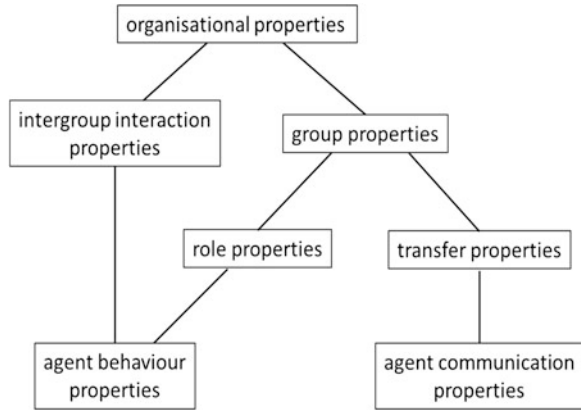 organisational properties
intergroup interaction
properties
group properties
role properties
transfer properties
agent behaviour
properties
agent communication
properties